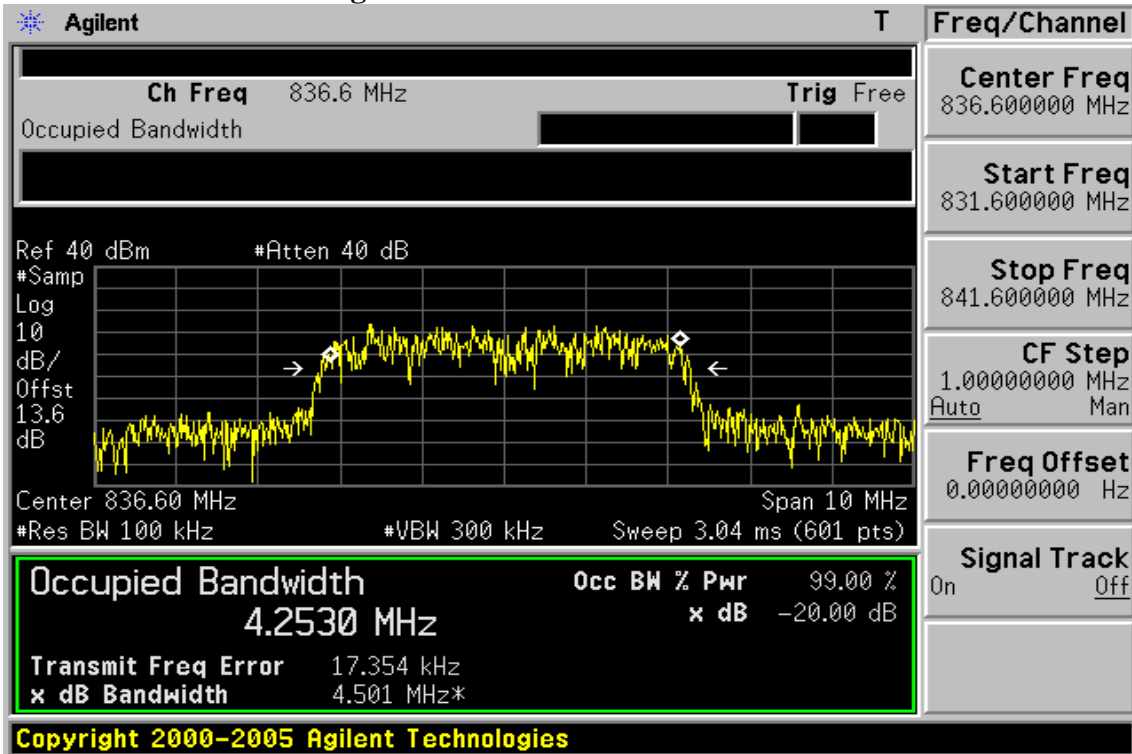 Agilent T Freq/Channel
Ch Freq 836.6 MHz Trig Free
Occupied Bandwidth
Center Freq
836.600000 MHz
Start Freq
831.600000 MHz
Stop Freq
841.600000 MHz
CF Step
1.00000000 MHz
Auto Man
Freq Offset
0.00000000 Hz
Signal Track
On Off
Ref 40 dBm #Atten 40 dB
#Samp
Log
10
dB/
Offst
13.6
dB
Center 836.60 MHz Span 10 MHz
#Res BW 100 kHz #VBW 300 kHz Sweep 3.04 ms (601 pts)
Occupied Bandwidth Occ BW % Pwr 99.00 %
4.2530 MHz x dB -20.00 dB
Transmit Freq Error 17.354 kHz
x dB Bandwidth 4.501 MHz*
Copyright 2000-2005 Agilent Technologies